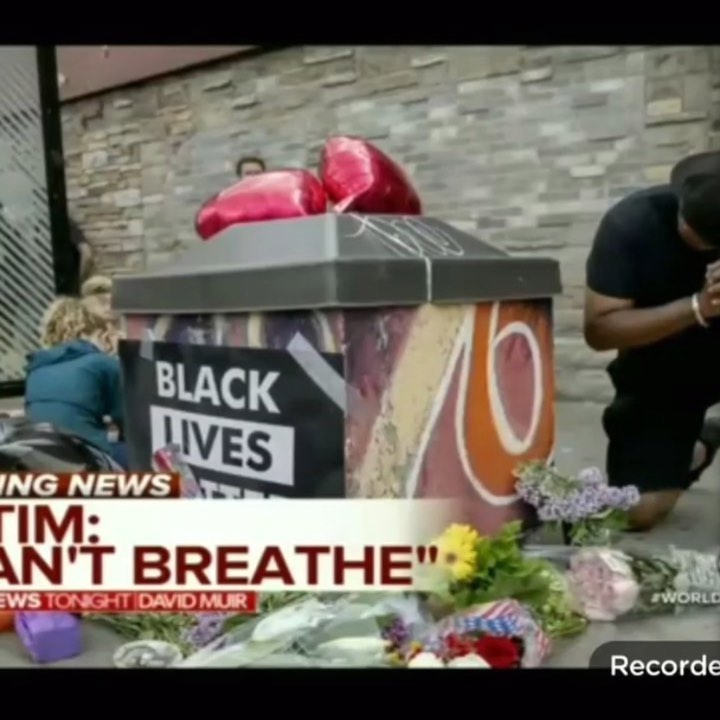 BLACK
LIVES
ING NEWS
TIM:
AN'T BREATHE"
EWS TONIGHT DAVID MUIR
#WORLD
Recorde